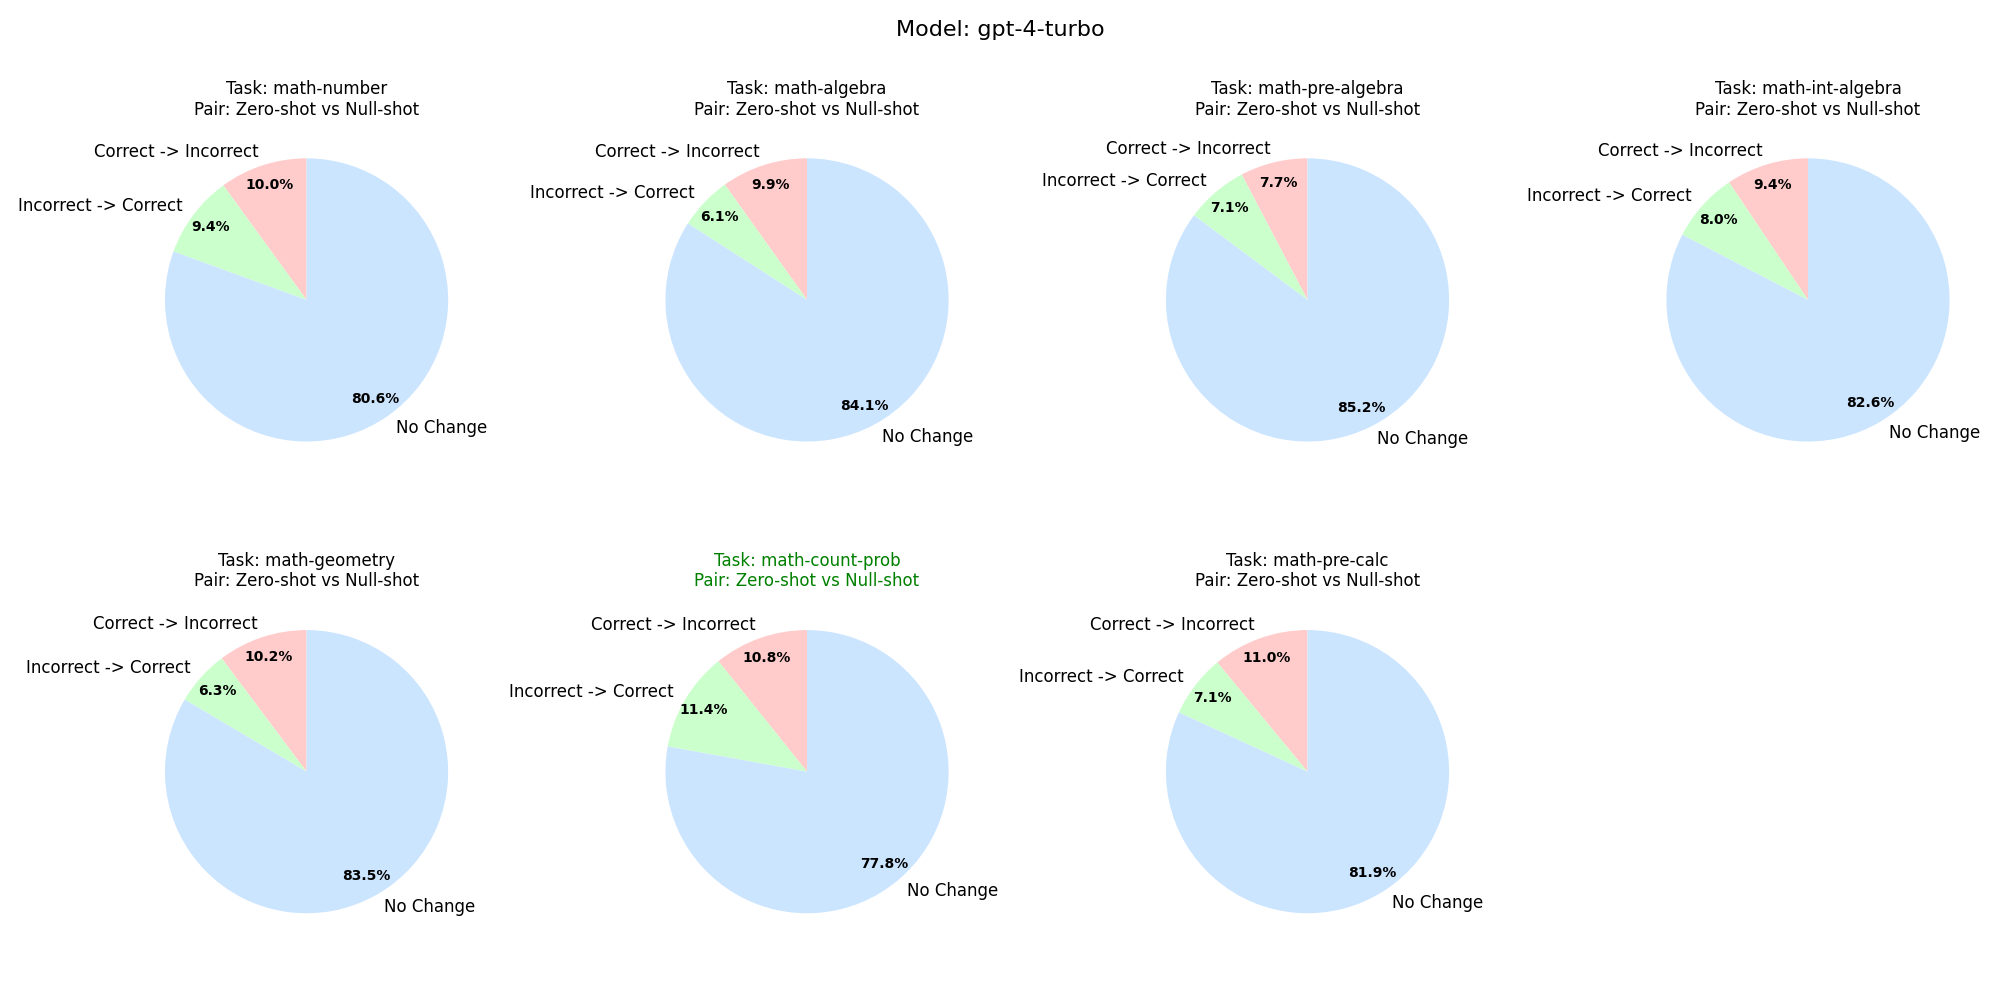 Model: gpt-4-turbo
Task: math-number
Pair: Zero-shot vs Null-shot
Correct -> Incorrect
10.0%
Incorrect -> Correct
9.4%
80.6%
No Change
Task: math-algebra
Pair: Zero-shot vs Null-shot
Correct -> Incorrect
9.9%
Incorrect -> Correct
6.1%
84.1%
No Change
Task: math-pre-algebra
Pair: Zero-shot vs Null-shot
Correct -> Incorrect
7.7%
Incorrect -> Correct
7.1%
85.2%
No Change
Task: math-int-algebra
Pair: Zero-shot vs Null-shot
Correct -> Incorrect
9.4%
Incorrect -> Correct
8.0%
82.6%
No Change
Task: math-geometry
Pair: Zero-shot vs Null-shot
Correct -> Incorrect
10.2%
Incorrect -> Correct
6.3%
83.5%
No Change
Task: math-count-prob
Pair: Zero-shot vs Null-shot
Correct -> Incorrect
10.8%
Incorrect -> Correct
11.4%
77.8%
No Change
Task: math-pre-calc
Pair: Zero-shot vs Null-shot
Correct -> Incorrect
11.0%
Incorrect -> Correct
7.1%
81.9%
No Change